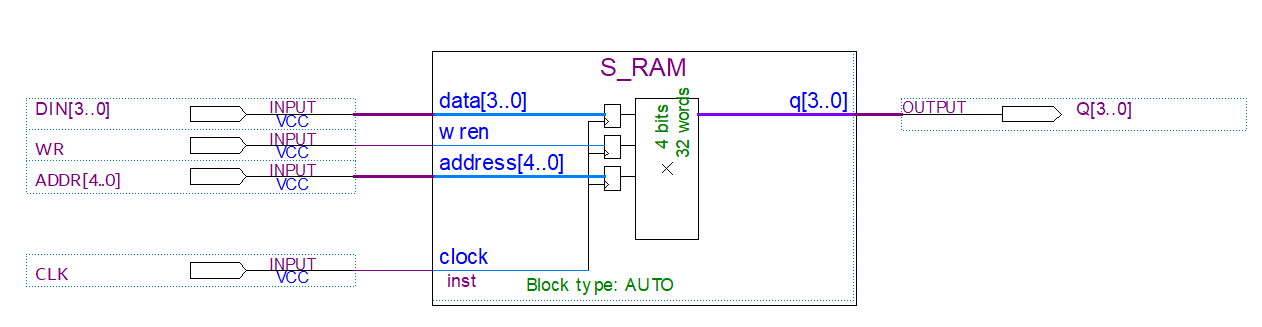 S_RAM
DIN[3..0] INPUT VCC data[3..0] q[3..0] OUTPUT Q[3..0]
WR INPUT VCC wren
ADDR[4..0] INPUT VCC address[4..0]
4 bits
32 words
CLK INPUT VCC clock
inst
Block type: AUTO